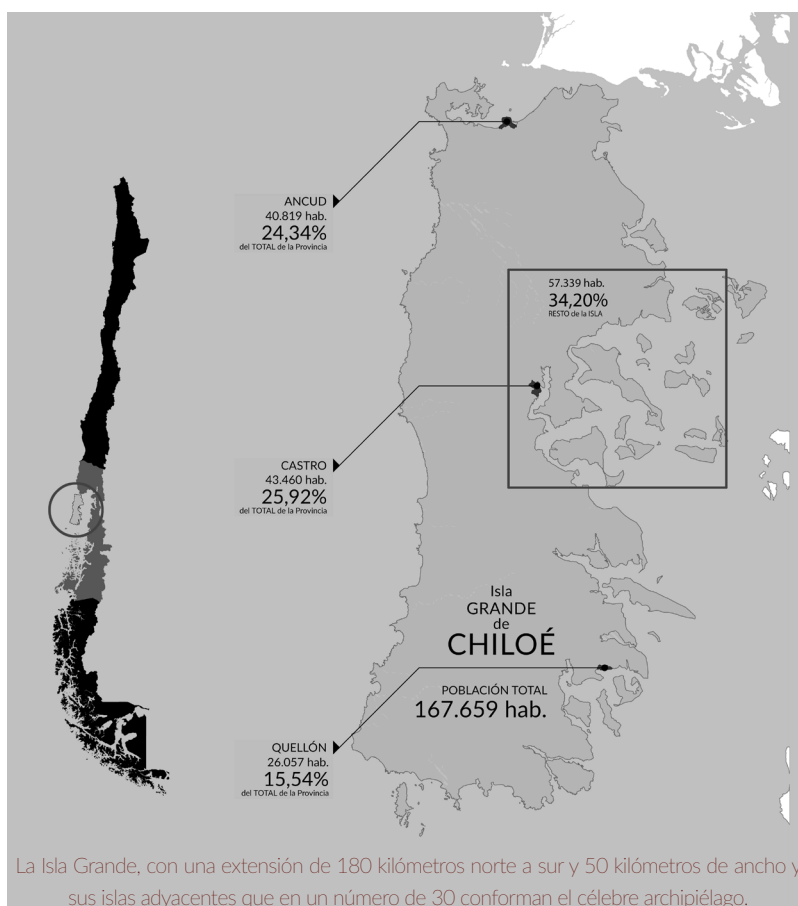 ANCUD
40.819 hab.
24,34%
del TOTAL de la Provincia
57.339 hab.
34,20%
RESTO de la ISLA
CASTRO
43.460 hab.
25,92%
del TOTAL de la Provincia
Isla
GRANDE
de
CHILOÉ
POBLACIÓN TOTAL
167.659 hab.
QUELLÓN
26.057 hab.
15,54%
del TOTAL de la Provincia
La Isla Grande, con una extensión de 180 kilómetros norte a sur y 50 kilómetros de ancho y
sus islas adyacentes que en un número de 30 conforman el célebre archipiélago.